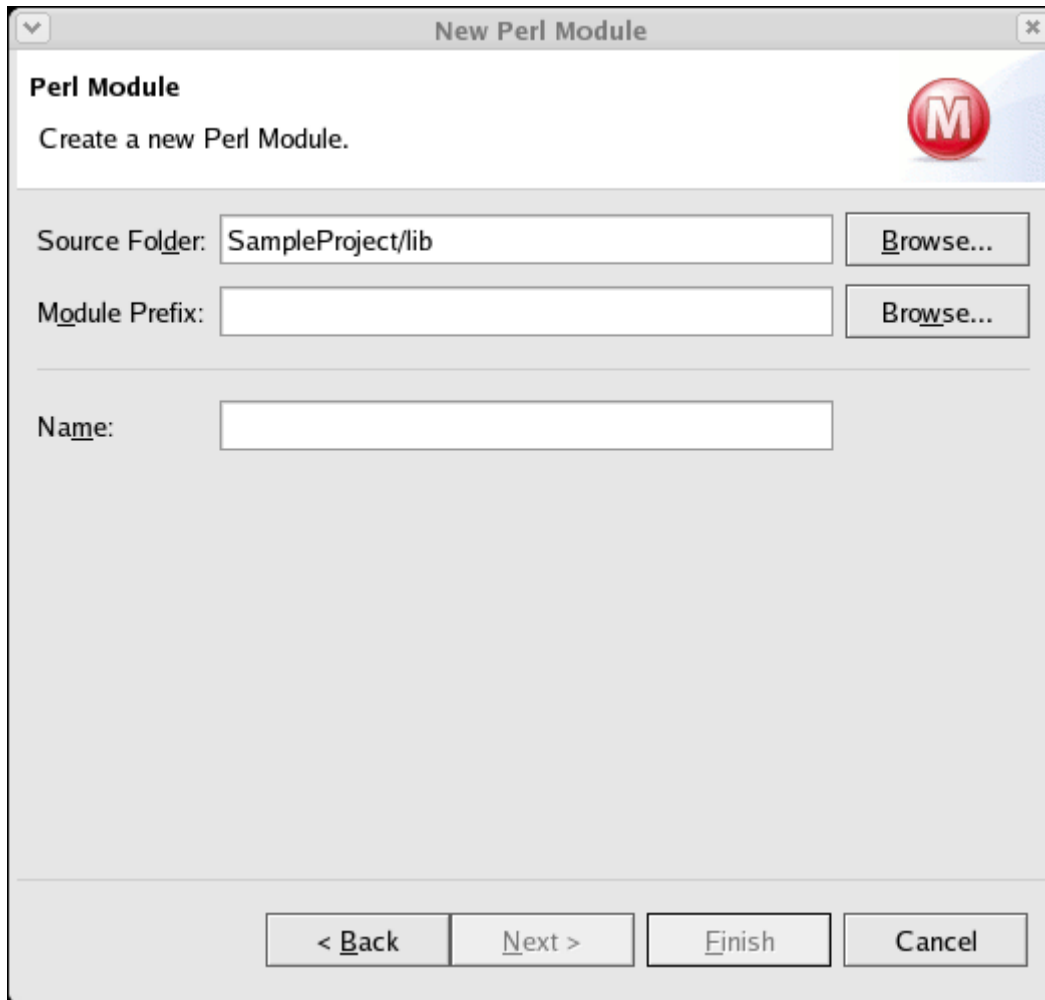 New Perl Module
Perl Module
Create a new Perl Module.
M
Source Folder: SampleProject/lib Browse...
Module Prefix: Browse...
Name:
< Back Next > Finish Cancel